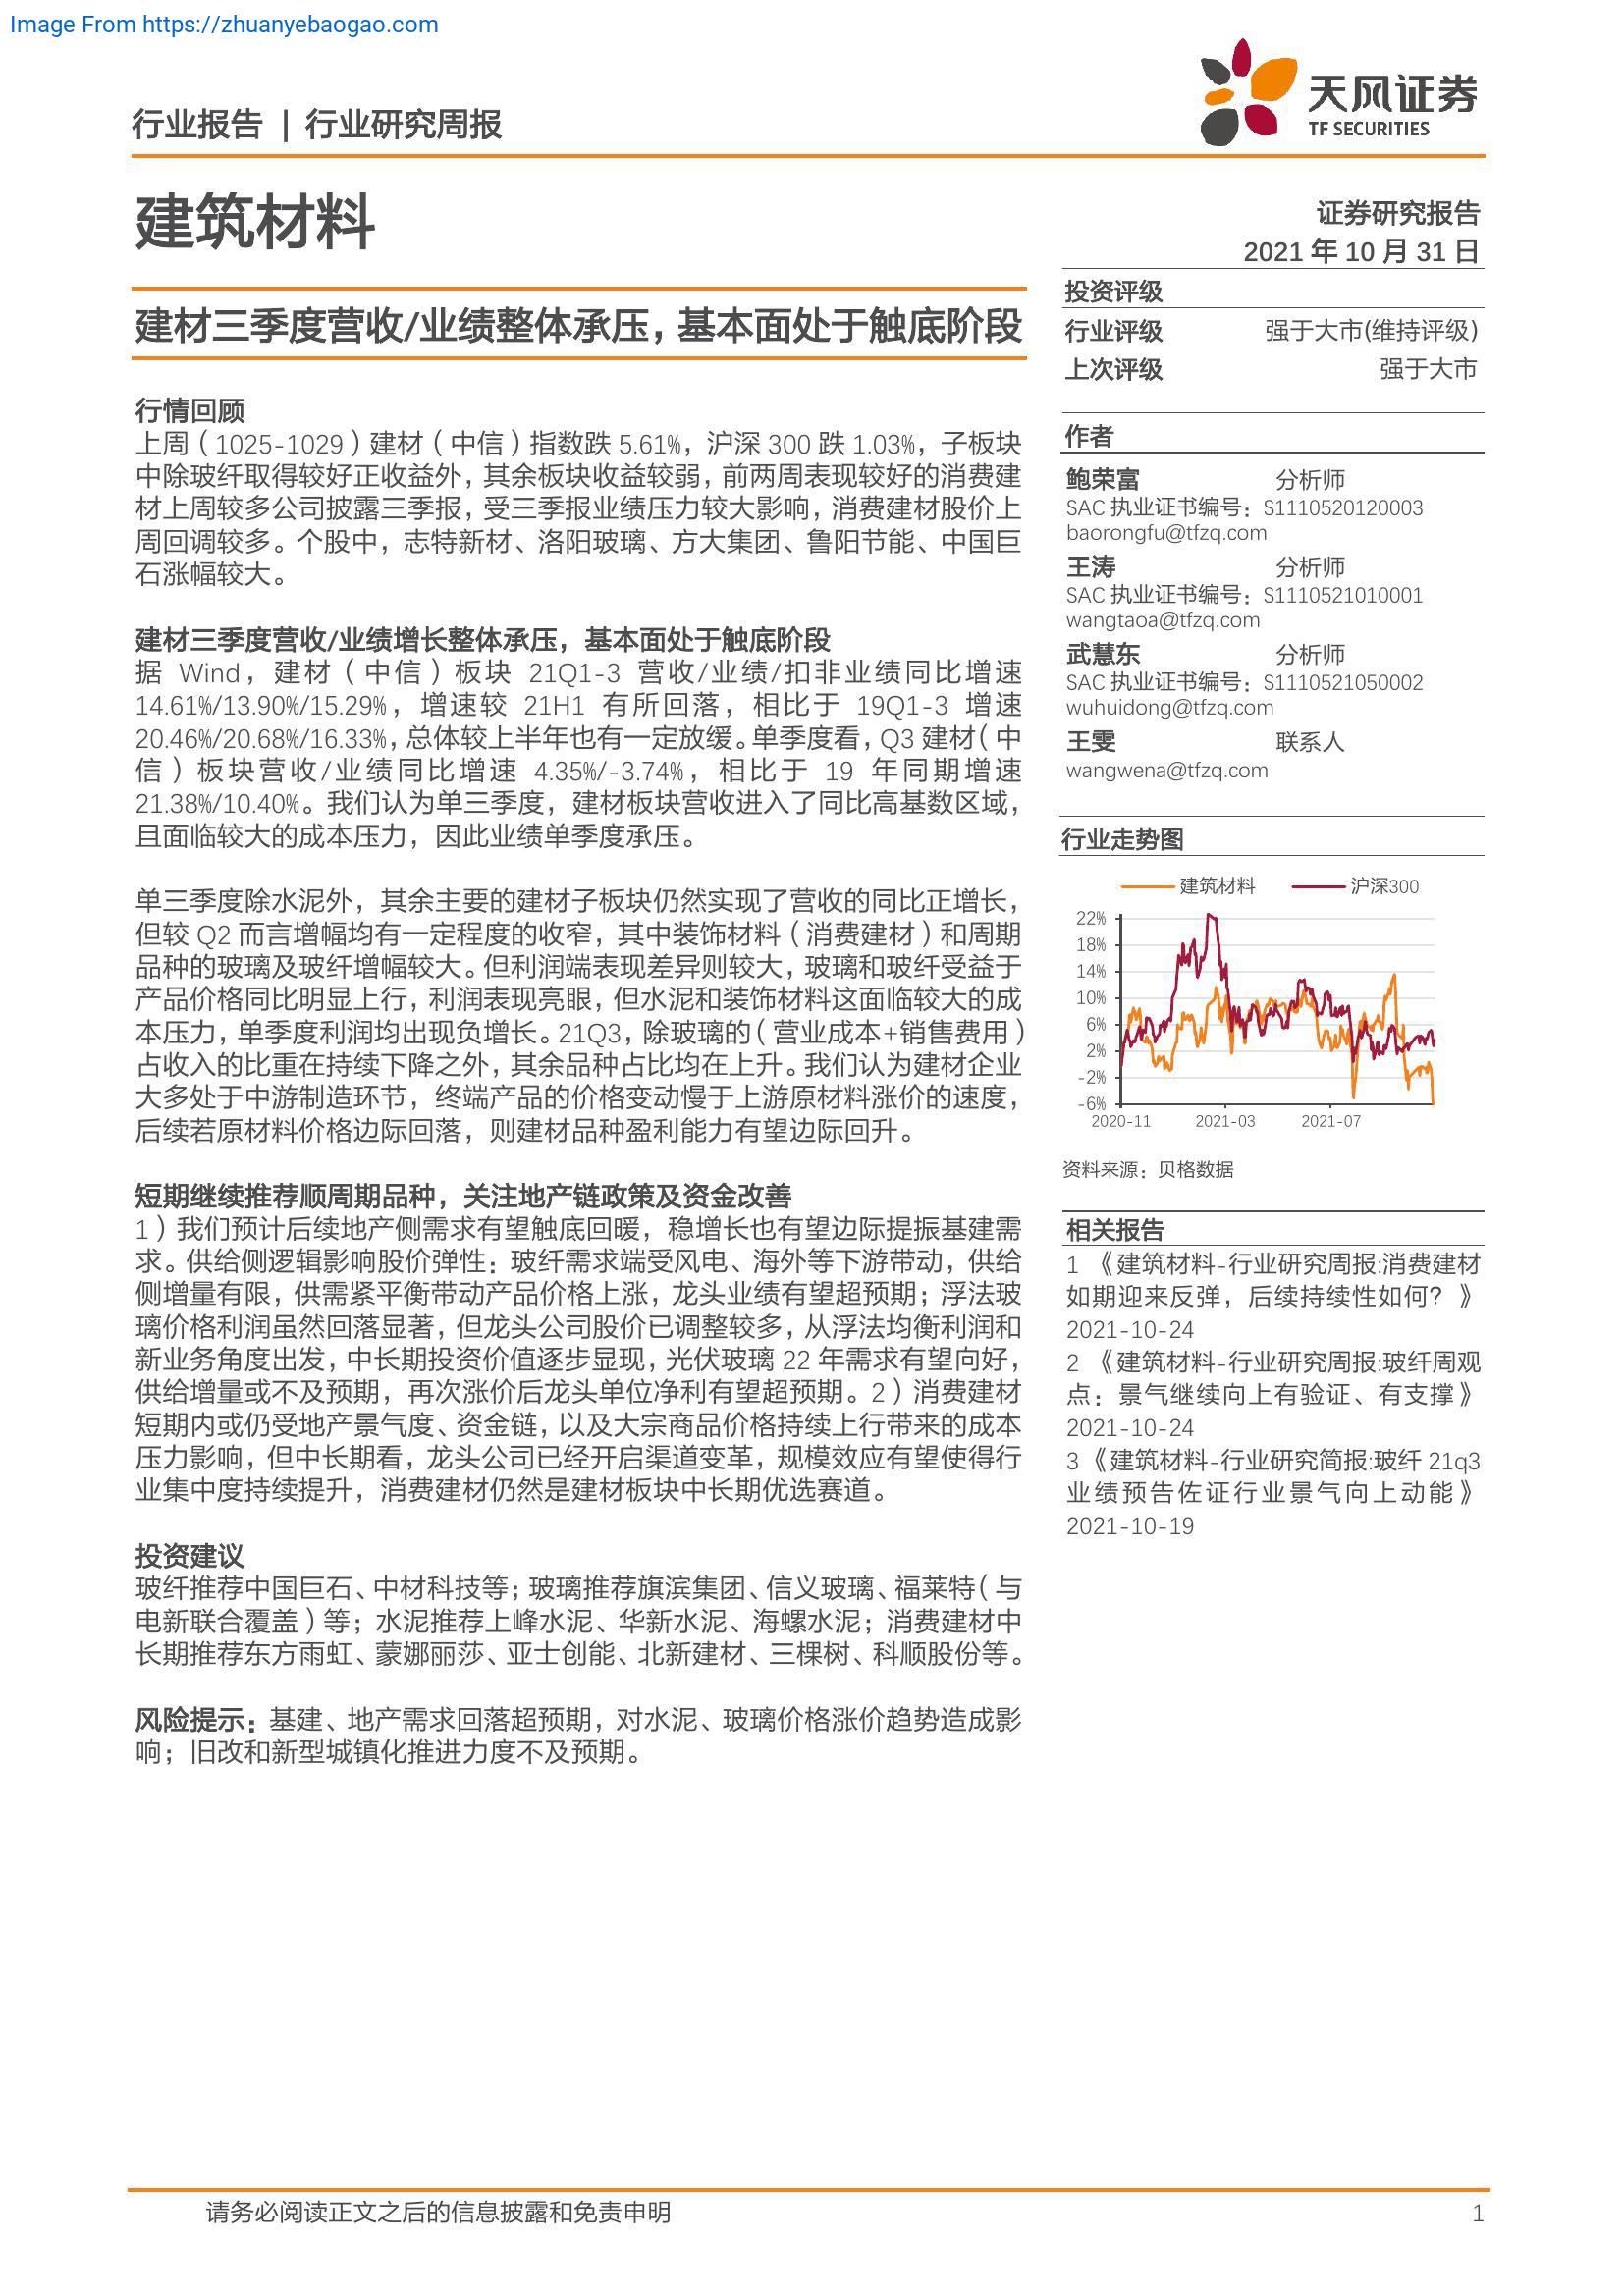 Image From https://zhuanyebaogao.com
行业报告 | 行业研究周报
天风证券
TF SECURITIES
建筑材料
证券研究报告
2021 年 10 月 31 日
建材三季度营收/业绩整体承压，基本面处于触底阶段
行情回顾
上周（1025-1029）建材（中信）指数跌 5.61%，沪深 300 跌 1.03%，子板块
中除玻纤取得较好正收益外，其余板块收益较弱，前两周表现较好的消费建
材上周较多公司披露三季报，受三季报业绩压力较大影响，消费建材股价上
周回调较多。个股中，志特新材、洛阳玻璃、方大集团、鲁阳节能、中国巨
石涨幅较大。
建材三季度营收/业绩增长整体承压，基本面处于触底阶段
据 Wind，建材（中信）板块 21Q1-3 营收/业绩/扣非业绩同比增速
14.61%/13.90%/15.29%，增速较 21H1 有所回落，相比于 19Q1-3 增速
20.46%/20.68%/16.33%，总体较上半年也有一定放缓。单季度看，Q3 建材（中
信）板块营收/业绩同比增速 4.35%/-3.74%，相比于 19 年同期增速
21.38%/10.40%。我们认为单三季度，建材板块营收进入了同比高基数区域，
且面临较大的成本压力，因此业绩单季度承压。
单三季度除水泥外，其余主要的建材子板块仍然实现了营收的同比正增长，
但较 Q2 而言增幅均有一定程度的收窄，其中装饰材料（消费建材）和周期
品种的玻璃及玻纤增幅较大。但利润端表现差异则较大，玻璃和玻纤受益于
产品价格同比明显上行，利润表现亮眼，但水泥和装饰材料这面临较大的成
本压力，单季度利润均出现负增长。21Q3，除玻璃的（营业成本+销售费用）
占收入的比重在持续下降之外，其余品种占比均在上升。我们认为建材企业
大多处于中游制造环节，终端产品的价格变动慢于上游原材料涨价的速度，
后续若原材料价格边际回落，则建材品种盈利能力有望边际回升。
短期继续推荐顺周期品种，关注地产链政策及资金改善
1）我们预计后续地产侧需求有望触底回暖，稳增长也有望边际提振基建需
求。供给侧逻辑影响股价弹性：玻纤需求端受风电、海外等下游带动，供给
侧增量有限，供需紧平衡带动产品价格上涨，龙头业绩有望超预期；浮法玻
璃价格利润虽然回落显著，但龙头公司股价已调整较多，从浮法均衡利润和
新业务角度出发，中长期投资价值逐步显现，光伏玻璃 22 年需求有望向好，
供给增量或不及预期，再次涨价后龙头单位净利有望超预期。2）消费建材
短期内或仍受地产景气度、资金链，以及大宗商品价格持续上行带来的成本
压力影响，但中长期看，龙头公司已经开启渠道变革，规模效应有望使得行
业集中度持续提升，消费建材仍然是建材板块中长期优选赛道。
投资建议
玻纤推荐中国巨石、中材科技等；玻璃推荐旗滨集团、信义玻璃、福莱特（与
电新联合覆盖）等；水泥推荐上峰水泥、华新水泥、海螺水泥；消费建材中
长期推荐东方雨虹、蒙娜丽莎、亚士创能、北新建材、三棵树、科顺股份等。
风险提示：基建、地产需求回落超预期，对水泥、玻璃价格涨价趋势造成影
响；旧改和新型城镇化推进力度不及预期。
投资评级
行业评级 强于大市(维持评级)
上次评级 强于大市
作者
鲍荣富 分析师
SAC 执业证书编号：S1110520120003
baorongfu@tfzq.com
王涛 分析师
SAC 执业证书编号：S1110521010001
wangtaoa@tfzq.com
武慧东 分析师
SAC 执业证书编号：S1110521050002
wuhuidong@tfzq.com
王雯 联系人
wangwena@tfzq.com
行业走势图
建筑材料 沪深300
22%
18%
14%
10%
6%
2%
-2%
-6%
2020-11 2021-03 2021-07
资料来源：贝格数据
相关报告
1 《建筑材料-行业研究周报:消费建材
如期迎来反弹，后续持续性如何？》
2021-10-24
2 《建筑材料-行业研究周报:玻纤周观
点：景气继续向上有验证、有支撑》
2021-10-24
3 《建筑材料-行业研究简报:玻纤 21q3
业绩预告佐证行业景气向上动能》
2021-10-19
请务必阅读正文之后的信息披露和免责申明 1